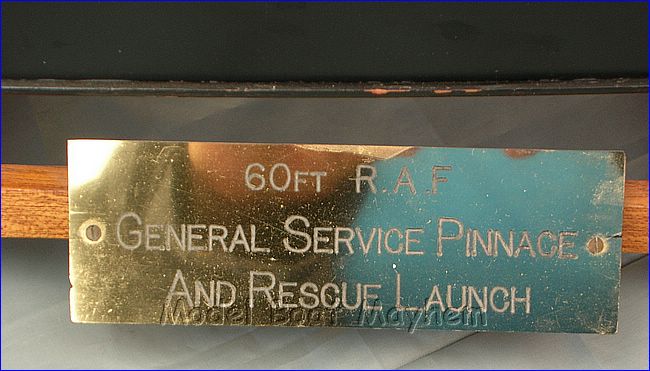 60FT R.A.F
GENERAL SERVICE PINNACE
AND RESCUE LAUNCH
Model Boat Mayhem